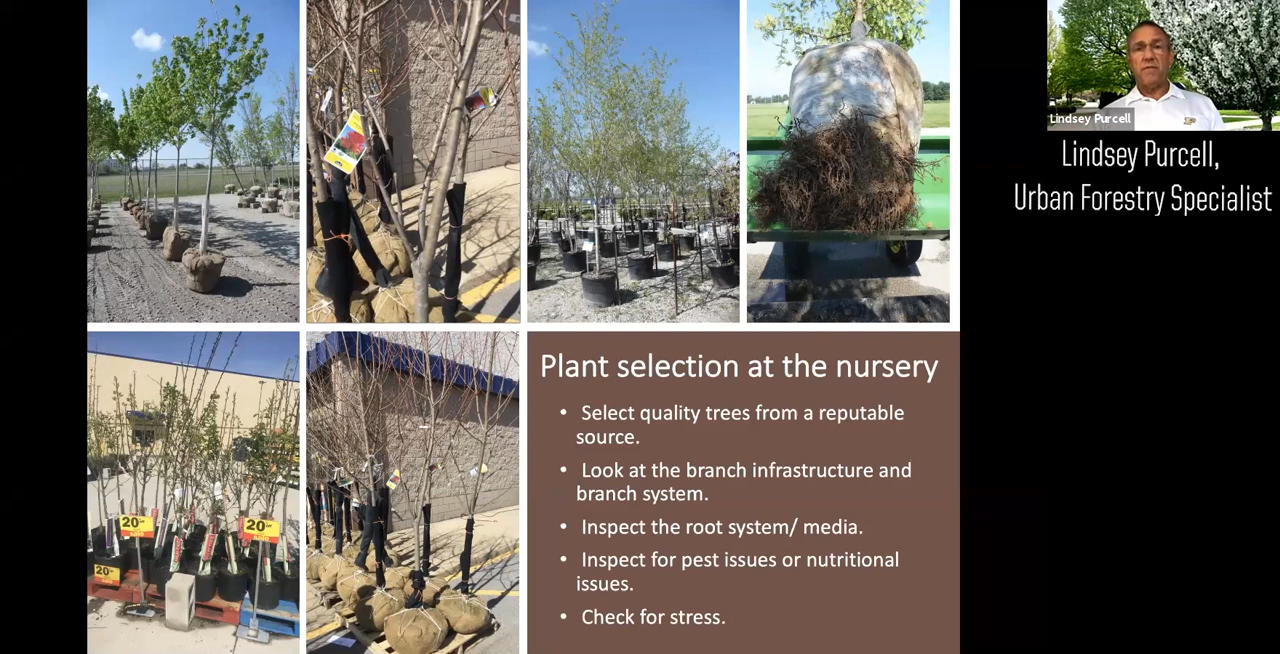 Lindsey Purcell
Lindsey Purcell,
Urban Forestry Specialist
Plant selection at the nursery
• Select quality trees from a reputable
source.
• Look at the branch infrastructure and
branch system.
• Inspect the root system/ media.
• Inspect for pest issues or nutritional
issues.
• Check for stress.
20
20
20